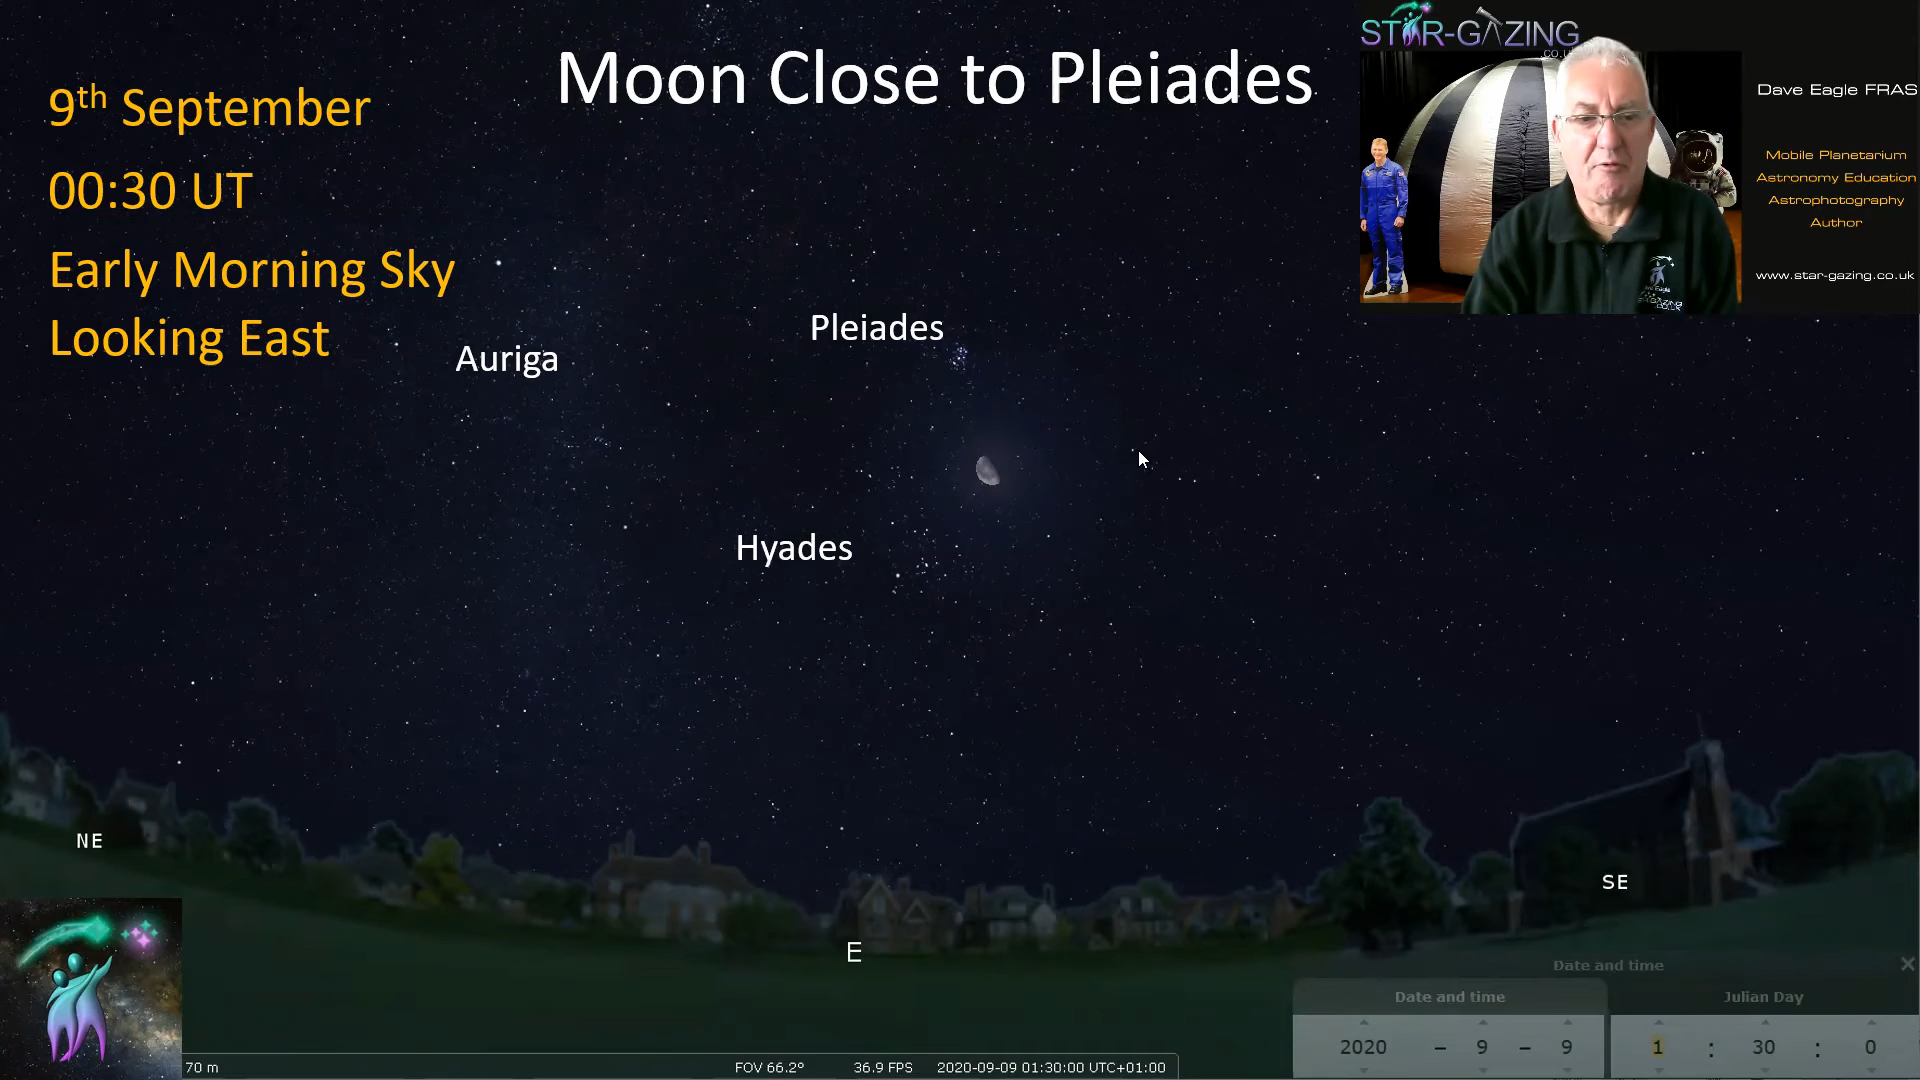 Moon Close to Pleiades
9th September
00:30 UT
Early Morning Sky
Looking East
Auriga
Pleiades
Hyades
STAR-GAZING
Dave Eagle FRAS
Mobile Planetarium
Astronomy Education
Astrophotography
Author
www.star-gazing.co.uk
NE
E
SE
Date and time
Date and time
Julian Day
2020 – 9 – 9
1 : 30 : 0
70 m
FOV 66.2°
36.9 FPS
2020-09-09 01:30:00 UTC+01:00